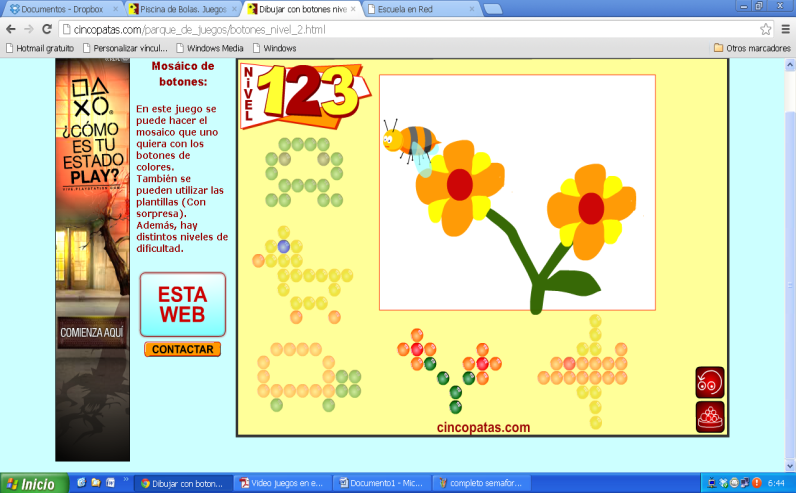 Documentos - Dropbox
Piscina de Bolas. Juegos
Dibujar con botones nive
Escuela en Red
cincopatas.com/parque_de_juegos/botones_nivel_2.html
Hotmail gratuito
Personalizar víncul...
Windows Media
Windows
Otros marcadores
¿CÓMO
ES TU
ESTADO
PLAY?
COMIENZA AQUÍ
Mosáico de
botones:
En este juego se
puede hacer el
mosaico que uno
quiera con los
botones de
colores.
También se
pueden utilizar las
plantillas (Con
sorpresa).
Además, hay
distintos niveles de
dificultad.
ESTA
WEB
CONTACTAR
NiVEL
123
cincopatas.com
Inicio
Dibujar con boton...
Video juegos en e...
Documento1 - Mic...
completo semafor...
6:44